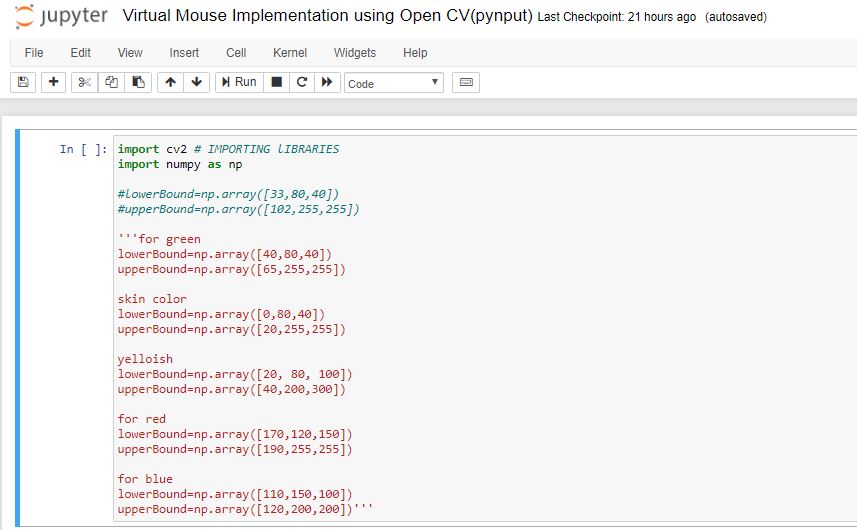 jupyter Virtual Mouse Implementation using Open CV(pynput) Last Checkpoint: 21 hours ago (autosaved)
File Edit View Insert Cell Kernel Widgets Help
Run Code
In [ ]: import cv2 # IMPORTING lIBRARIES
import numpy as np
#lowerBound=np.array([33,80,40])
#upperBound=np.array([102,255,255])
'''for green
lowerBound=np.array([40,80,40])
upperBound=np.array([65,255,255])
skin color
lowerBound=np.array([0,80,40])
upperBound=np.array([20,255,255])
yelloish
lowerBound=np.array([20, 80, 100])
upperBound=np.array([40,200,300])
for red
lowerBound=np.array([170,120,150])
upperBound=np.array([190,255,255])
for blue
lowerBound=np.array([110,150,100])
upperBound=np.array([120,200,200])'''